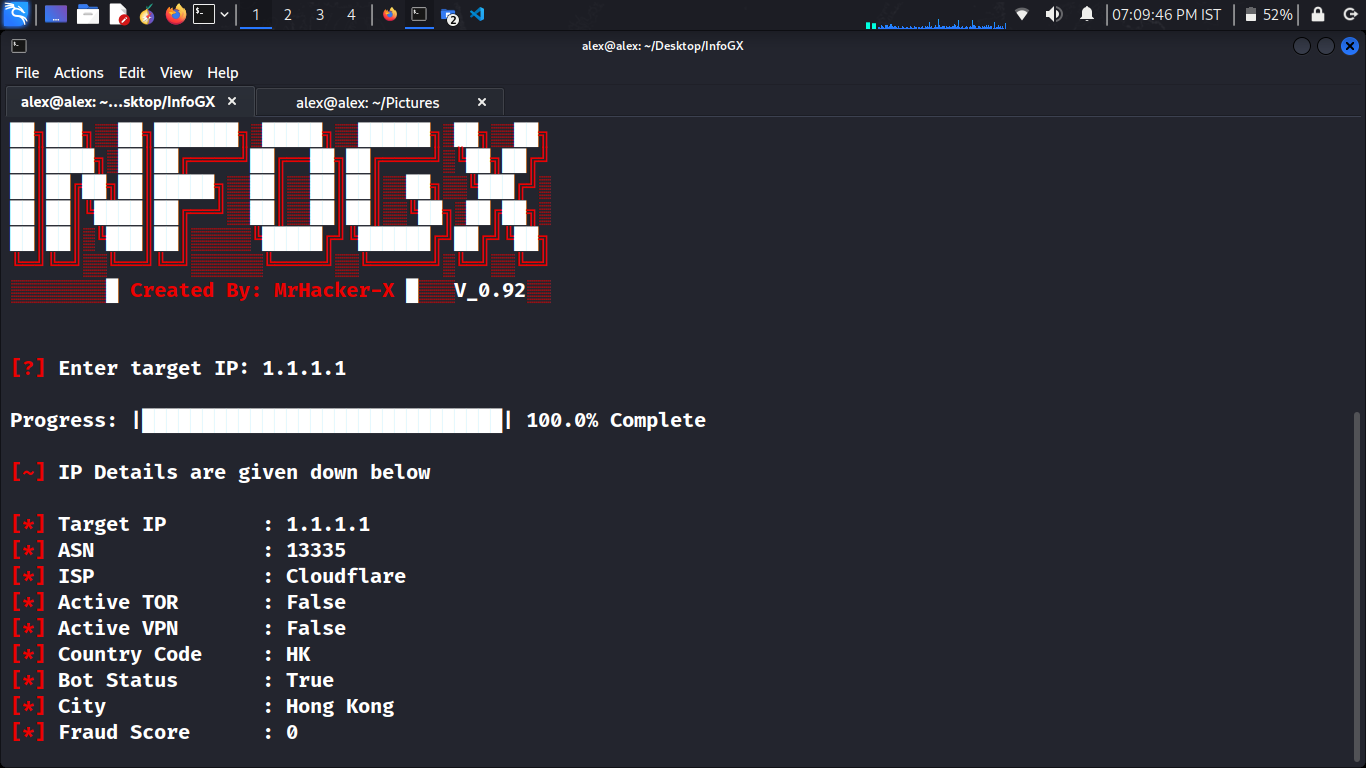 1 2 3 4 2 07:09:46 PM IST 52%
alex@alex: ~/Desktop/InfoGX
File Actions Edit View Help
alex@alex: ~...sktop/InfoGX alex@alex: ~/Pictures
INFOGX
Created By: MrHacker-X V_0.92
[?] Enter target IP: 1.1.1.1
Progress: || 100.0% Complete
[~] IP Details are given down below
[*] Target IP : 1.1.1.1
[*] ASN : 13335
[*] ISP : Cloudflare
[*] Active TOR : False
[*] Active VPN : False
[*] Country Code : HK
[*] Bot Status : True
[*] City : Hong Kong
[*] Fraud Score : 0